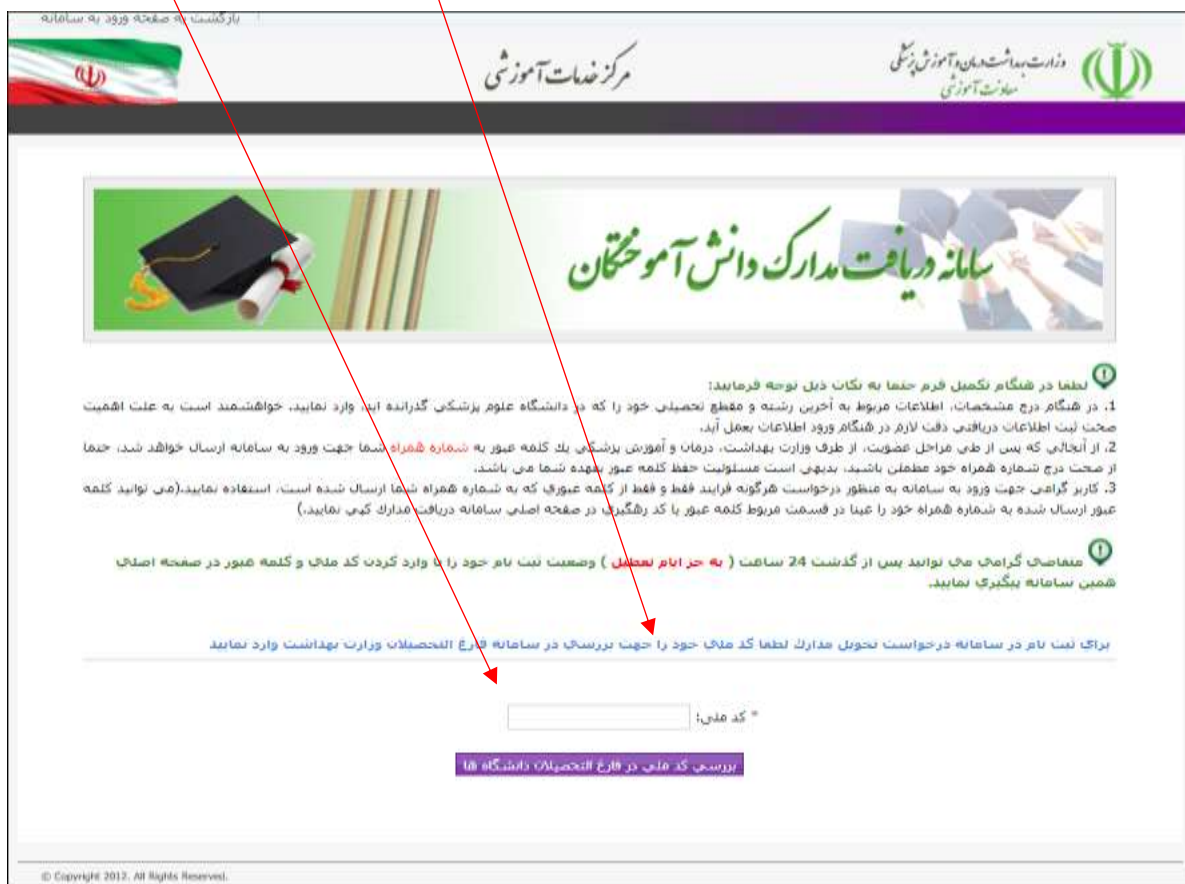 بازگشت به صفحه ورود به سامانه
وزارت بهداشت درمان و آموزش پزشکی
معاونت آموزشی
مرکز خدمات آموزشی
سامانه دریافت مدارک دانش آموختگان
لطفا در هنگام تکمیل فرم حتما به نکات ذیل توجه فرمایید:
1. در هنگام درج مشخصات، اطلاعات مربوط به آخرین رشته و مقطع تحصیلی خود را که در دانشگاه علوم پزشکی گذرانده اید، وارد نمایید. خواهشمند است به علت اهمیت
صحت ثبت اطلاعات دریافتی دقت لازم در هنگام ورود اطلاعات بعمل آید.
2. از آنجائی که پس از طی مراحل عضویت، از طرف وزارت بهداشت، درمان و آموزش پزشکی یك کلمه عبور به شماره همراه شما جهت ورود به سامانه ارسال خواهد شد، حتما
از صحت درج شماره همراه خود مطمئن باشید، بدیهی است مسئولیت حفظ کلمه عبور بعهده شما می باشد.
3. کاربر گرامی جهت ورود به سامانه به منظور درخواست هرگونه فرایند فقط و فقط از کلمه عبوری که به شماره همراه شما ارسال شده است، استفاده نمایید.(می توانید کلمه
عبور ارسال شده به شماره همراه خود را عینا در قسمت مربوط کلمه عبور یا کد رهگیری در صفحه اصلی سامانه دریافت مدارك کپی نمایید.)
متقاضی گرامی می توانید پس از گذشت 24 ساعت ( به جز ایام تعطیل ) وضعیت ثبت نام خود را با وارد کردن کد ملی و کلمه عبور در صفحه اصلی
همین سامانه پیگیری نمایید.
برای ثبت نام در سامانه درخواست تحویل مدارك لطفا کد ملی خود را جهت بررسی در سامانه فارغ التحصیلان وزارت بهداشت وارد نمایید
* کد ملی:
بررسی کد ملی در فارغ التحصیلان دانشگاه ها
© Copyright 2012. All Rights Reserved.